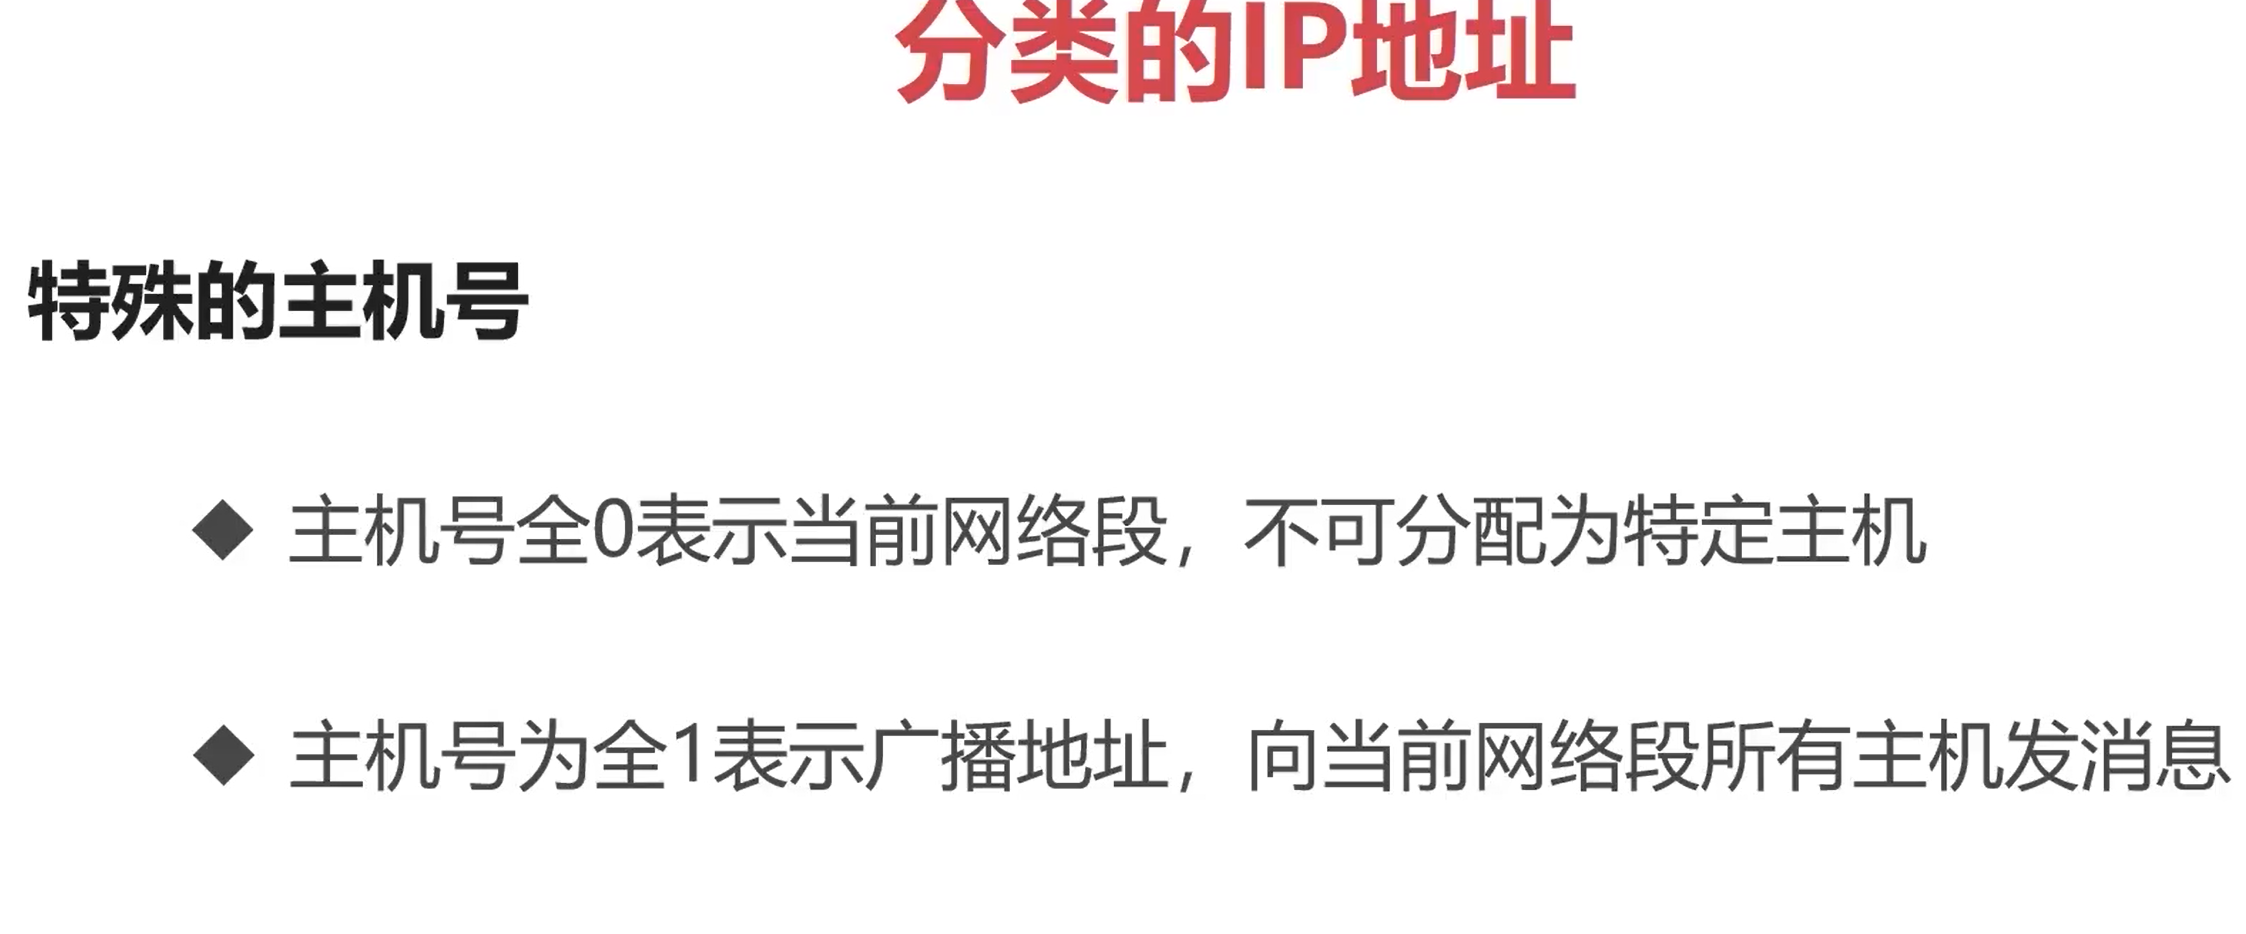 分类的IP地址
特殊的主机号
◆ 主机号全0表示当前网络段，不可分配为特定主机
◆ 主机号为全1表示广播地址，向当前网络段所有主机发消息